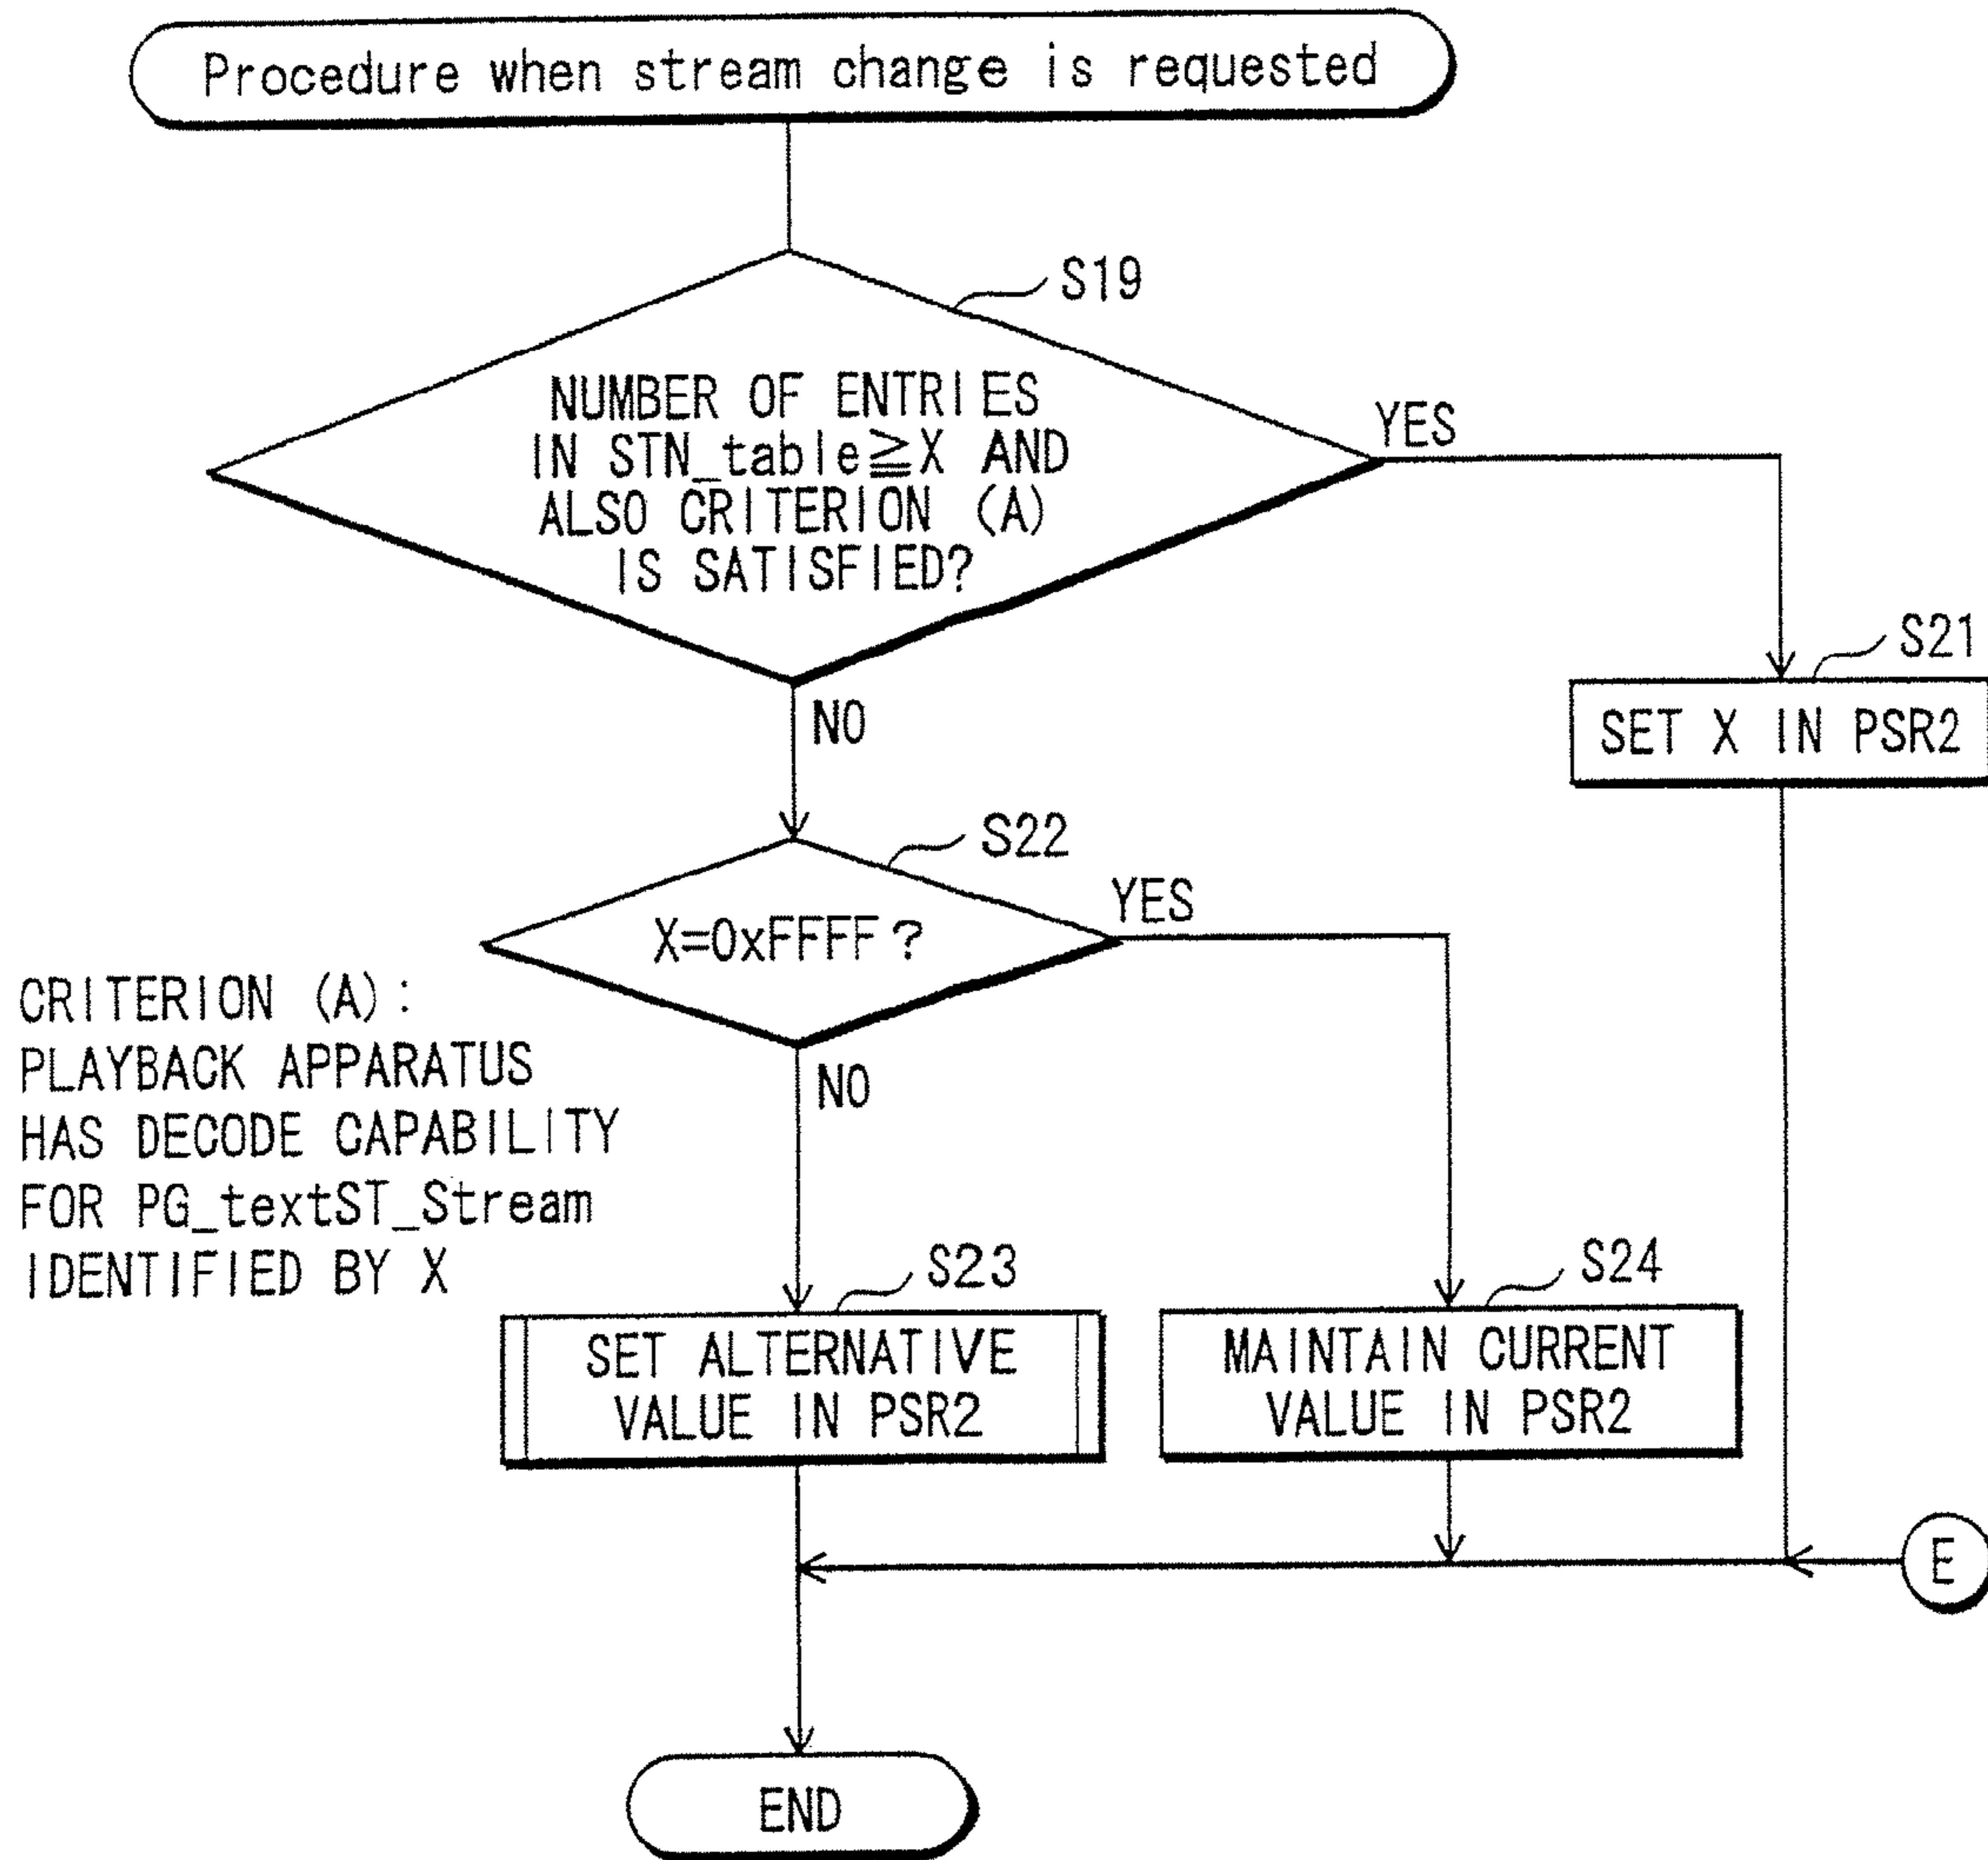 Procedure when stream change is requested
S19
NUMBER OF ENTRIES
IN STN_table≧X AND
ALSO CRITERION (A)
IS SATISFIED?
YES
S21
SET X IN PSR2
NO
S22
X=0xFFFF?
YES
NO
CRITERION (A):
PLAYBACK APPARATUS
HAS DECODE CAPABILITY
FOR PG_textST_Stream
IDENTIFIED BY X
S23
SET ALTERNATIVE
VALUE IN PSR2
S24
MAINTAIN CURRENT
VALUE IN PSR2
E
END